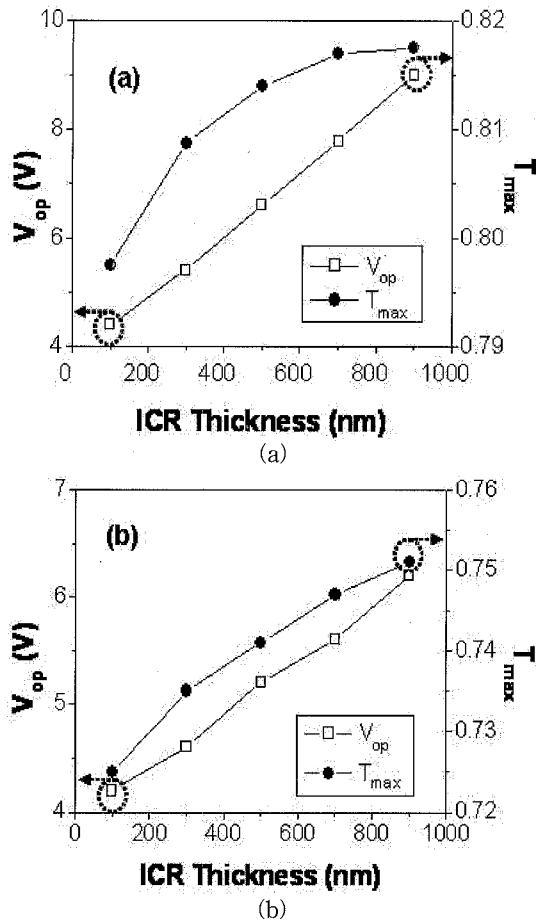 (a)
10
8
6
4
V_op (V)
0.82
0.81
0.80
0.79
T_max
V_op
T_max
0 200 400 600 800 1000
ICR Thickness (nm)
(a)
(b)
7
6
5
4
V_op (V)
0.76
0.75
0.74
0.73
0.72
T_max
V_op
T_max
0 200 400 600 800 1000
ICR Thickness (nm)
(b)